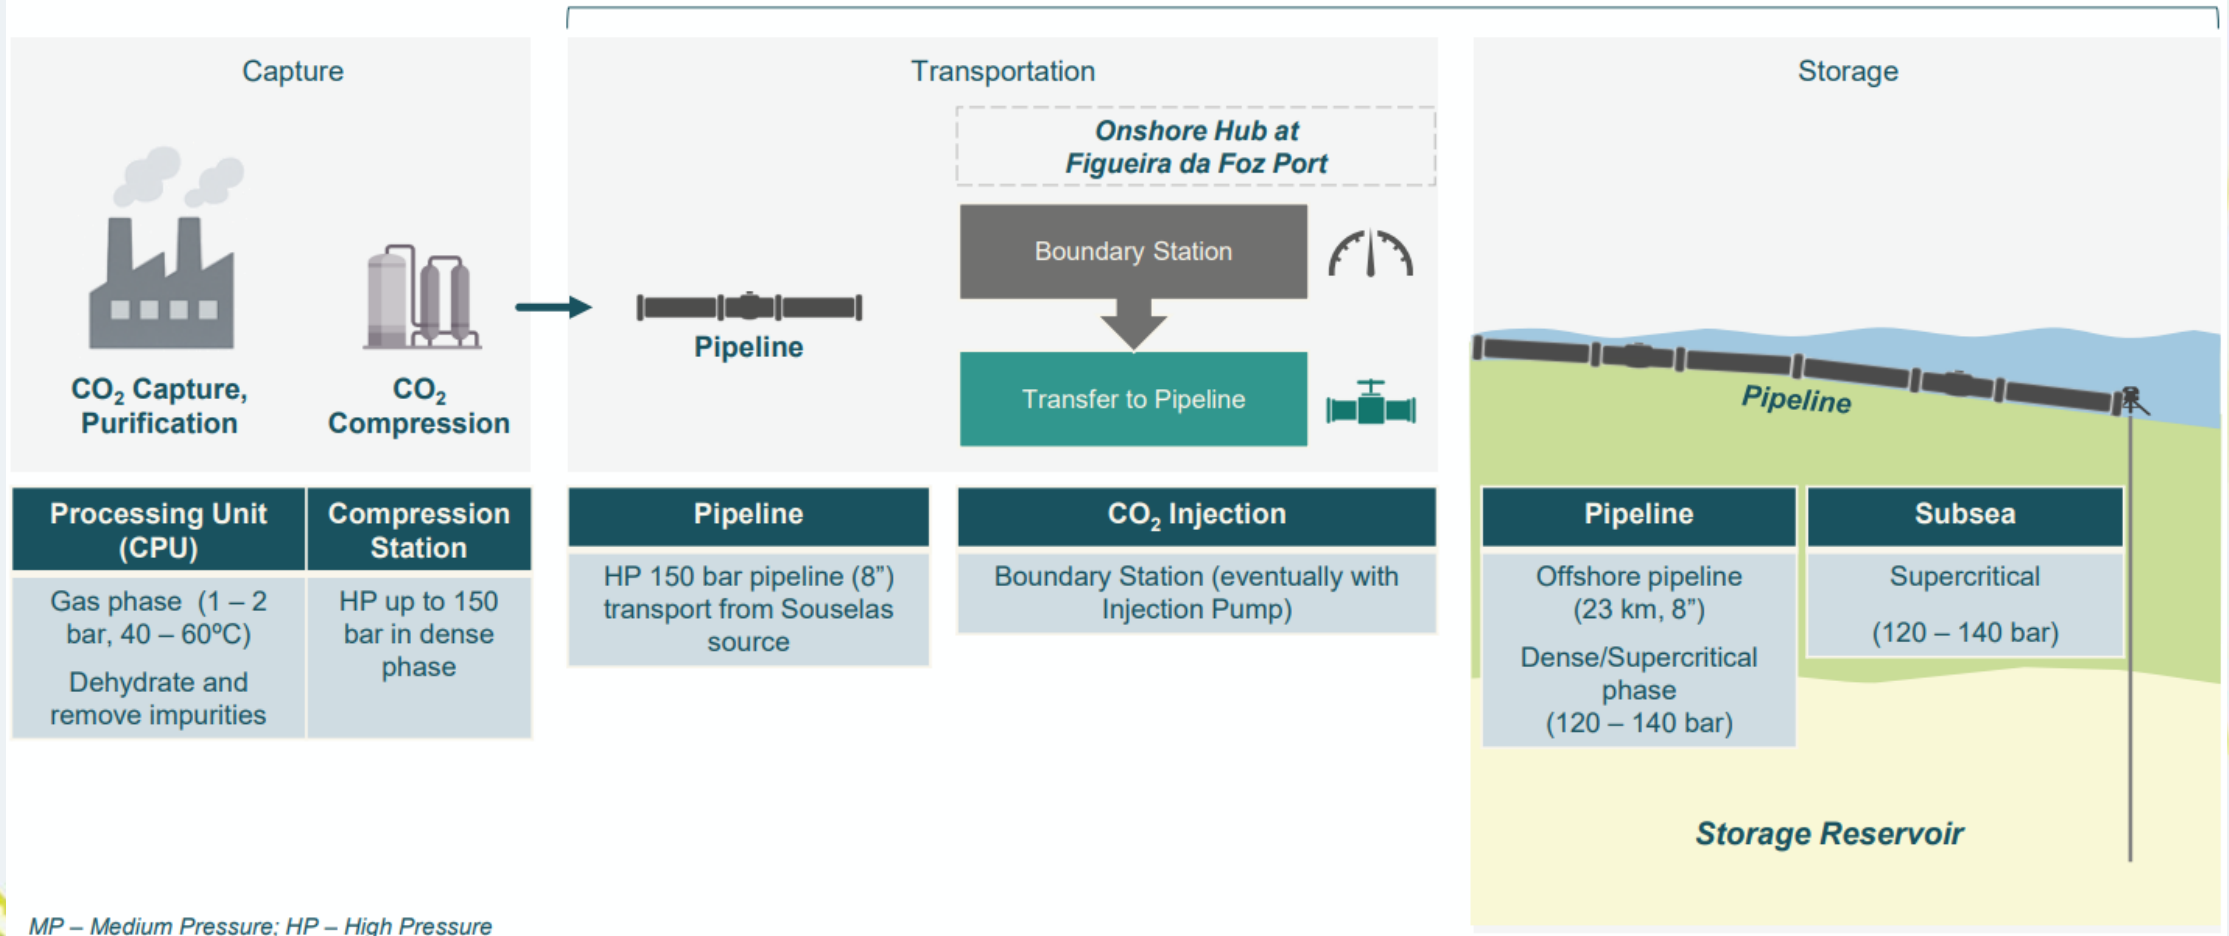 Capture
Transportation
Storage
Onshore Hub at
Figueira da Foz Port
Boundary Station
Transfer to Pipeline
Pipeline
CO₂ Capture,
Purification
CO₂
Compression
Pipeline
Processing Unit
(CPU)
Gas phase (1 – 2
bar, 40 – 60ºC)
Dehydrate and
remove impurities
Compression
Station
HP up to 150
bar in dense
phase
Pipeline
HP 150 bar pipeline (8”)
transport from Souselas
source
CO₂ Injection
Boundary Station (eventually with
Injection Pump)
Pipeline
Offshore pipeline
(23 km, 8”)
Dense/Supercritical
phase
(120 – 140 bar)
Subsea
Supercritical
(120 – 140 bar)
Storage Reservoir
MP – Medium Pressure; HP – High Pressure